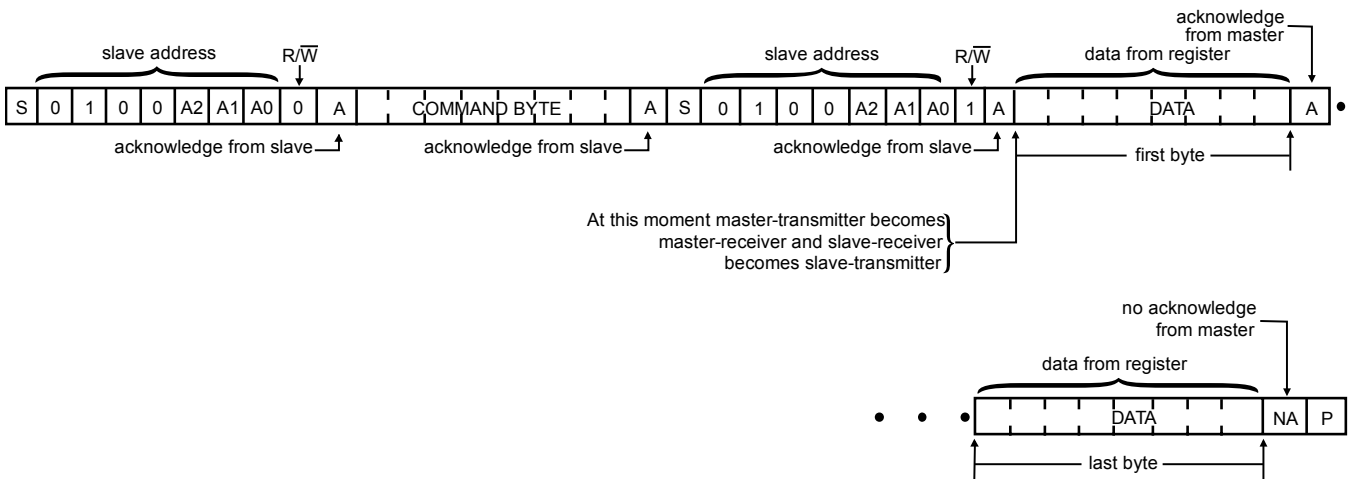 acknowledge
from master
slave address R/W̅ slave address R/W̅ data from register
S 0 1 0 0 A2 A1 A0 0 A COMMAND BYTE A S 0 1 0 0 A2 A1 A0 1 A DATA A
acknowledge from slave acknowledge from slave acknowledge from slave first byte
At this moment master-transmitter becomes
master-receiver and slave-receiver
becomes slave-transmitter
no acknowledge
from master
data from register
DATA NA P
last byte